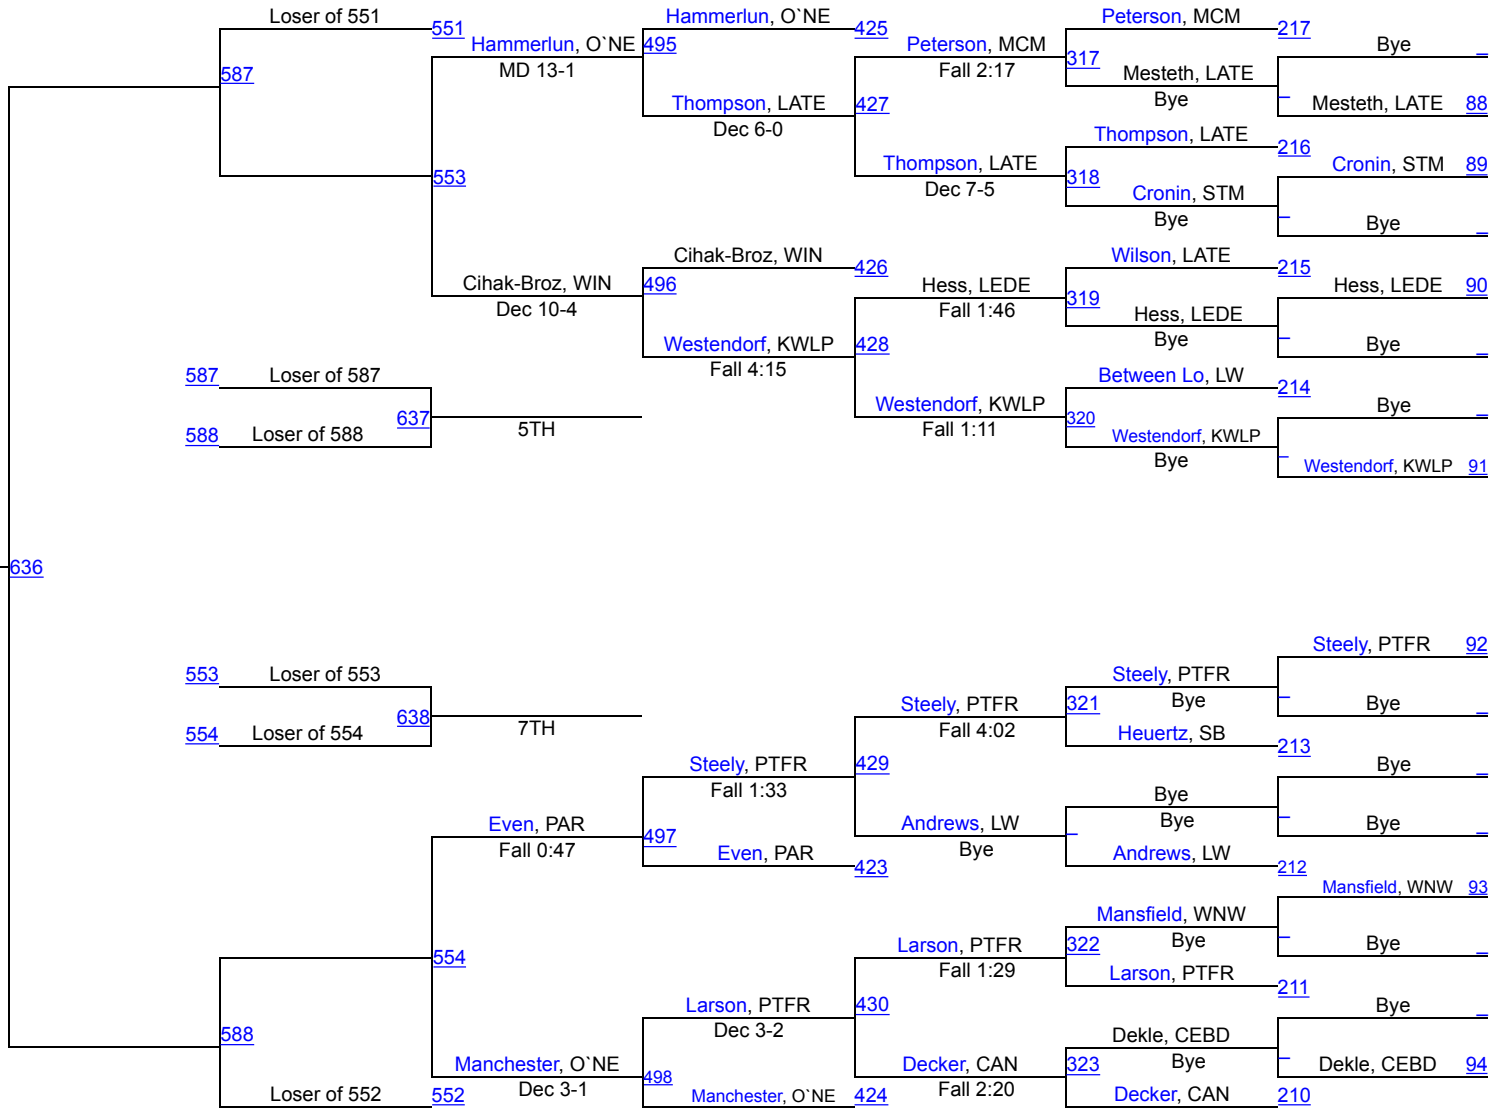 Loser of 551
551
587
Hammerlun, O`NE
MD 13-1
495
Hammerlun, O`NE
425
Thompson, LATE
Dec 6-0
427
Peterson, MCM
Fall 2:17
317
Peterson, MCM
217
Mesteth, LATE
Bye
Bye
Mesteth, LATE 88
553
Thompson, LATE
Dec 7-5
318
Thompson, LATE
216
Cronin, STM
Bye
Cronin, STM 89
Bye
Cihak-Broz, WIN
Dec 10-4
496
Cihak-Broz, WIN
426
Westendorf, KWLP
Fall 4:15
428
Hess, LEDE
Fall 1:46
319
Wilson, LATE
215
Hess, LEDE
Bye
Hess, LEDE 90
Bye
Westendorf, KWLP
Fall 1:11
320
Between Lo, LW
214
Westendorf, KWLP
Bye
Bye
Westendorf, KWLP 91
587 Loser of 587
637
5TH
588 Loser of 588
636
553 Loser of 553
638
7TH
554 Loser of 554
Steely, PTFR
Fall 1:33
429
Steely, PTFR
Fall 4:02
321
Steely, PTFR
Bye
Steely, PTFR 92
Bye
Heuertz, SB
213
Even, PAR
Fall 0:47
497
Even, PAR
423
Andrews, LW
Bye
Bye
Bye
Bye
Bye
Andrews, LW
212
554
Larson, PTFR
Dec 3-2
430
Larson, PTFR
Fall 1:29
322
Mansfield, WNW
Bye
Mansfield, WNW 93
Bye
Larson, PTFR
211
588
Manchester, O`NE
Dec 3-1
498
Manchester, O`NE 424
Decker, CAN
Fall 2:20
323
Dekle, CEBD
Bye
Bye
Dekle, CEBD 94
Decker, CAN
210
Loser of 552
552